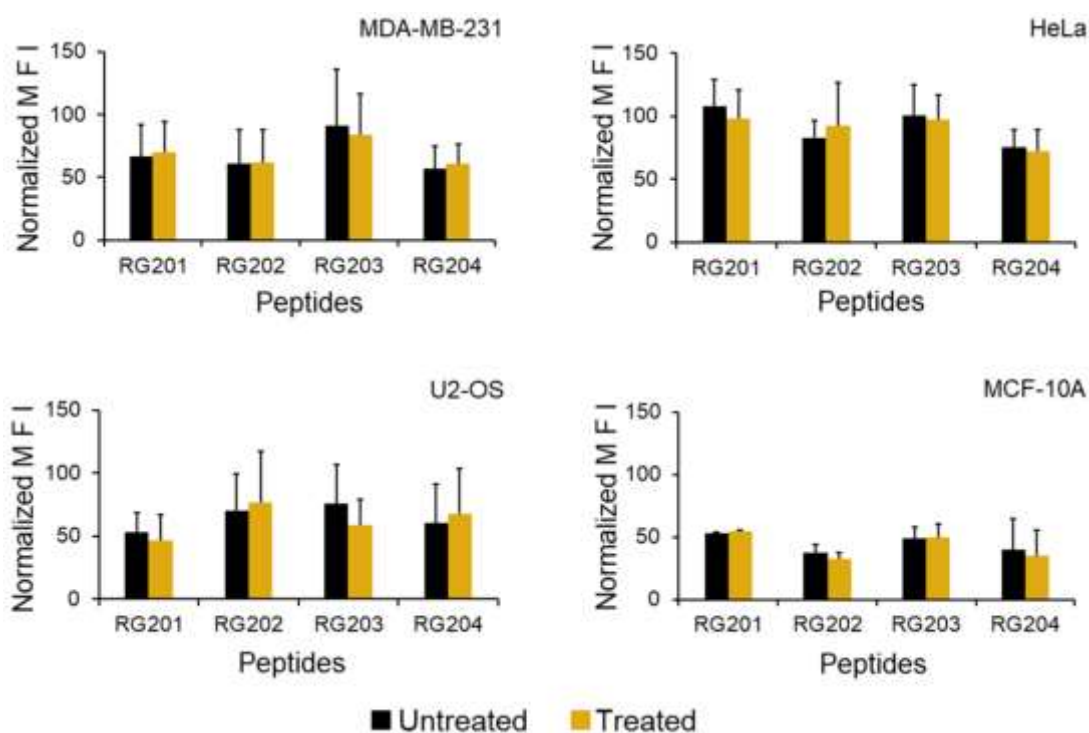 MDA-MB-231
150
100
50
0
Normalized M F I
RG201 RG202 RG203 RG204
Peptides
HeLa
150
100
50
0
Normalized M F I
RG201 RG202 RG203 RG204
Peptides
U2-OS
150
100
50
0
Normalized M F I
RG201 RG202 RG203 RG204
Peptides
MCF-10A
150
100
50
0
Normalized M F I
RG201 RG202 RG203 RG204
Peptides
Untreated Treated